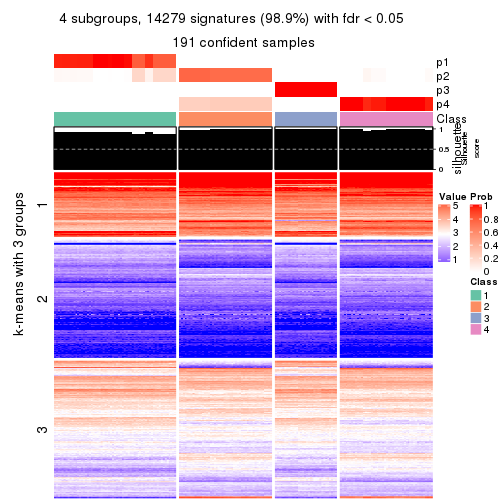 4 subgroups, 14279 signatures (98.9%) with fdr < 0.05
191 confident samples
p1
p2
p3
p4
Class
silhouette
Silhouette
score
1
0.5
0
k-means with 3 groups
1
2
3
Value
5
4
3
2
1
Prob
1
0.8
0.6
0.4
0.2
0
Class
1
2
3
4